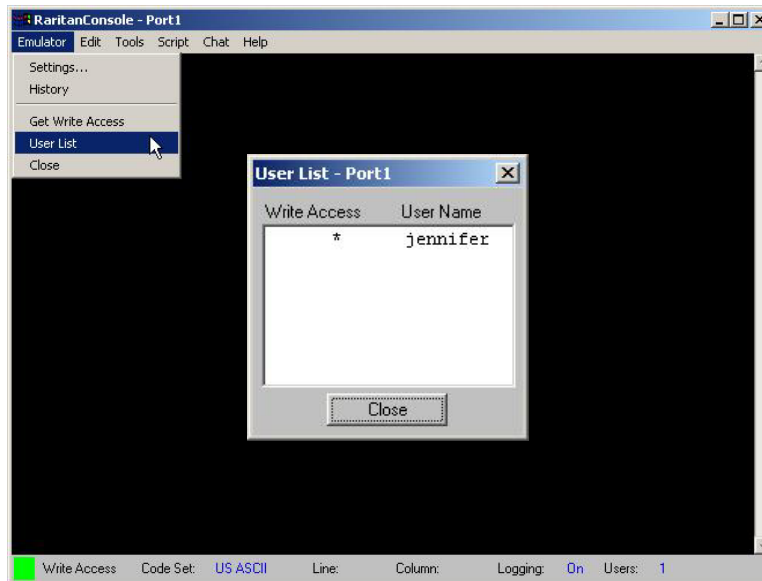 RaritanConsole - Port1
Emulator Edit Tools Script Chat Help
Settings...
History
Get Write Access
User List
Close
User List - Port1
Write Access User Name
* jennifer
Close
Write Access Code Set: US ASCII Line: Column: Logging: On Users: 1